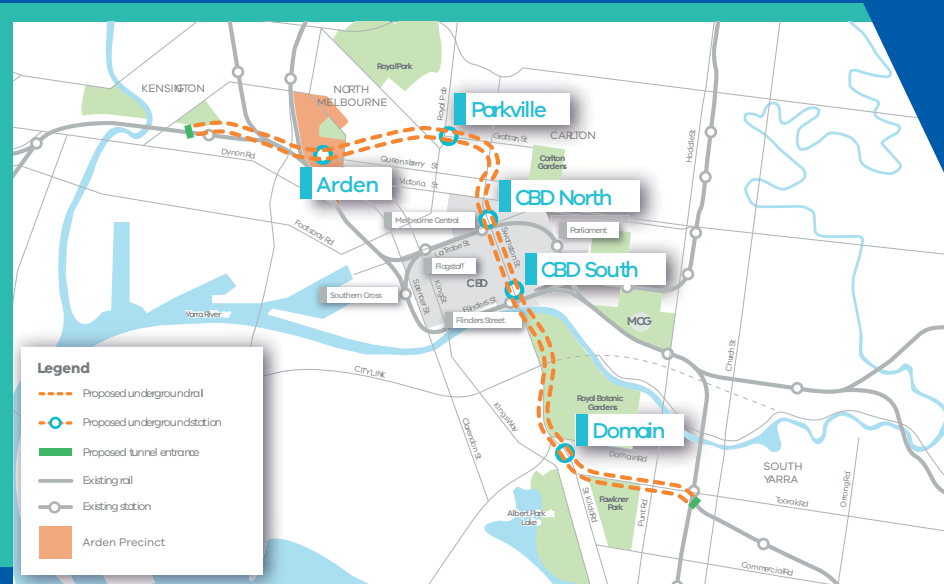 Royal Park
KENSINGTON
NORTH
MELBOURNE
Royal Pde
Parkville
Grattan St
CARLTON
Hoddle St
Dynon Rd
Queensberry St
Carlton
Gardens
Victoria St
Arden
CBD North
Melbourne Central
Parliament
Footscray Rd
Swanston St
La Trobe St
Flagstaff
CBD South
CBD
Spencer St
King St
Southern Cross
Flinders St
Flinders Street
MCG
Yarra River
Church St
Legend
Proposed underground rail
Proposed underground station
Proposed tunnel entrance
Existing rail
Existing station
Arden Precinct
CITYLINK
Kings Way
Clarendon St
Royal Botanic
Gardens
Domain
Domain Rd
SOUTH
YARRA
Toorak Rd
Orrong Rd
St Kilda Rd
Fawkner
Park
Punt Rd
Albert Park
Lake
Commercial Rd